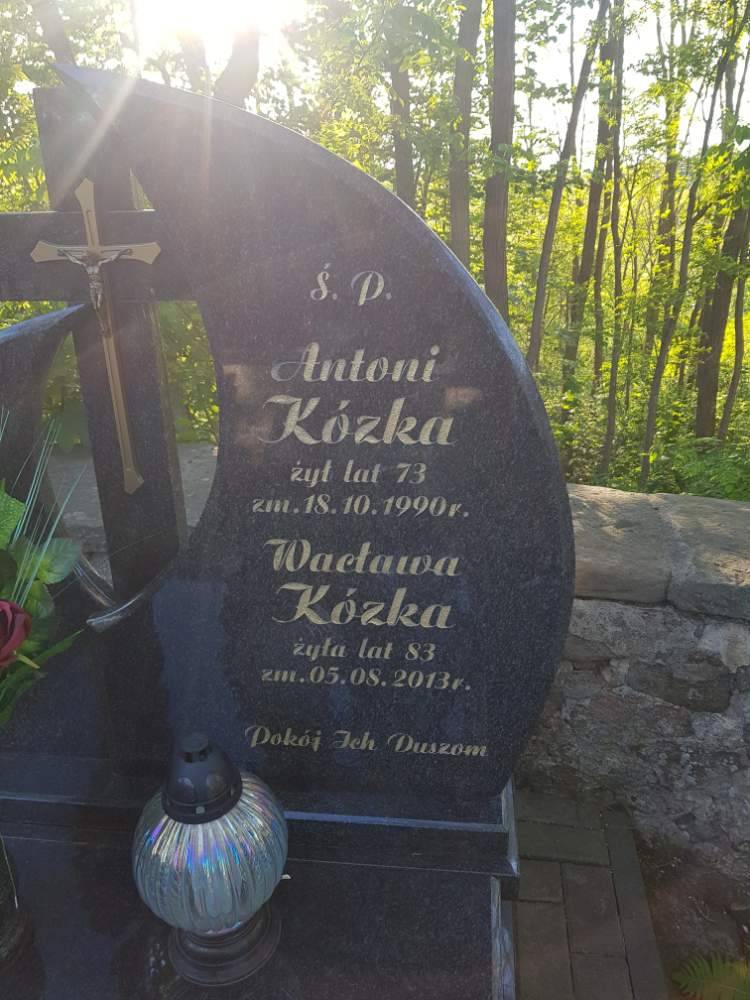 Ś. P.
Antoni
Kózka
żył lat 73
zm.18.10.1990r.
Wacława
Kózka
żyła lat 83
zm.05.08.2013r.
Pokój Ich Duszom